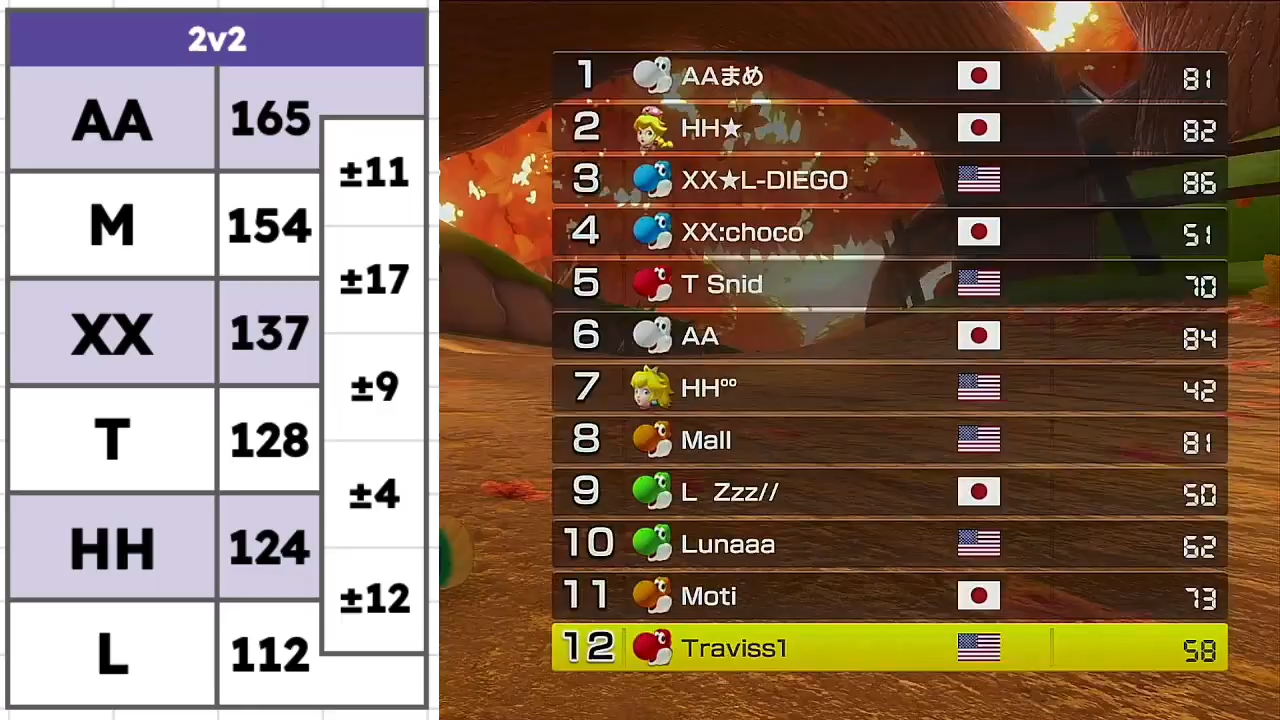 2v2
AA 165
±11
M 154
±17
XX 137
±9
T 128
±4
HH 124
±12
L 112
1 AAまめ 81
2 HH★ 82
3 XX★L-DIEGO 86
4 XX:choco 51
5 T Snid 70
6 AA 84
7 HH°° 42
8 Mall 81
9 L Zzz// 50
10 Lunaaa 62
11 Moti 73
12 Traviss1 58